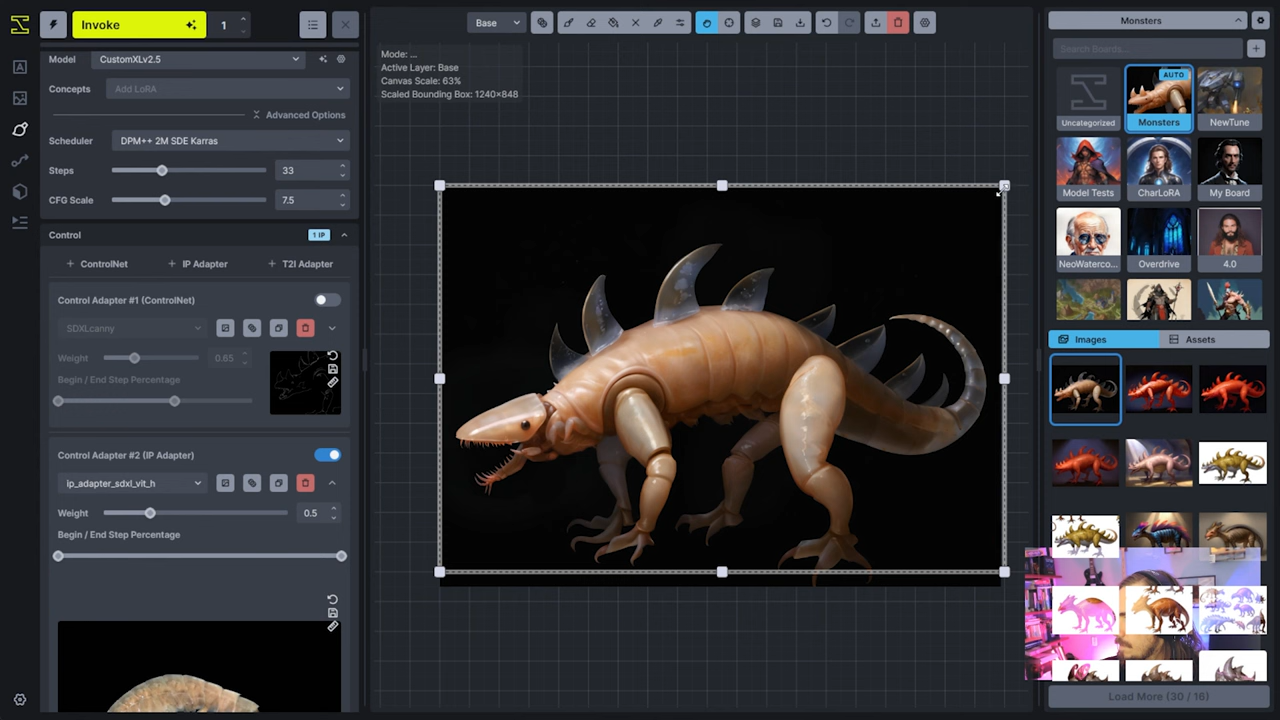 Invoke
1
Model
CustomXLv2.5
Concepts
Add LoRA
Advanced Options
Scheduler
DPM++ 2M SDE Karras
Steps
33
CFG Scale
7.5
Control
1 IP
+ ControlNet
+ IP Adapter
+ T2I Adapter
Control Adapter #1 (ControlNet)
SDXLcanny
Weight
0.65
Begin / End Step Percentage
Control Adapter #2 (IP Adapter)
ip_adapter_sdxl_vit_h
Weight
0.5
Begin / End Step Percentage
Base
Mode: ...
Active Layer: Base
Canvas Scale: 63%
Scaled Bounding Box: 1240×848
Monsters
Search Boards...
AUTO
Uncategorized
Monsters
NewTune
Model Tests
CharLoRA
My Board
NeoWaterco...
Overdrive
4.0
Images
Assets
Load More (30 / 16)